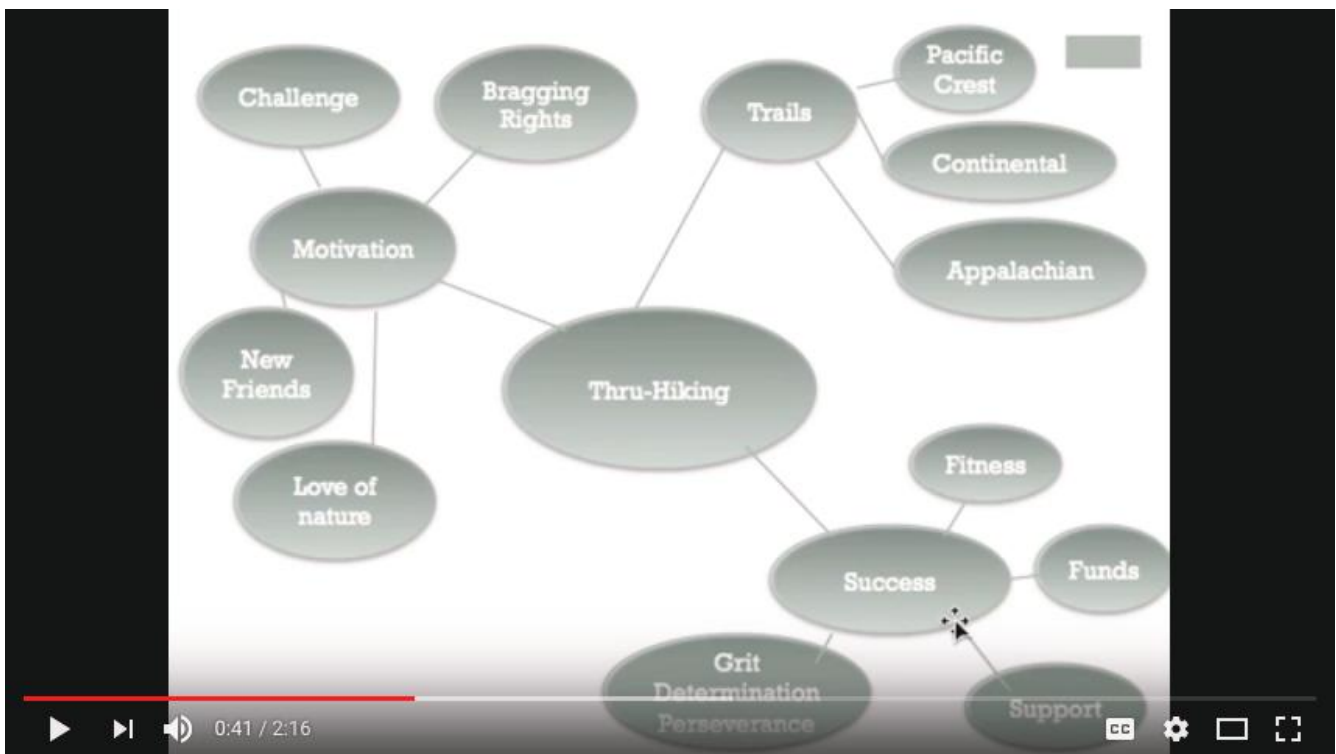 Challenge
Bragging
Rights
Trails
Pacific
Crest
Continental
Motivation
Appalachian
New
Friends
Thru-Hiking
Love of
nature
Fitness
Success
Funds
Grit
Determination
Perseverance
Support
0:41 / 2:16
CC